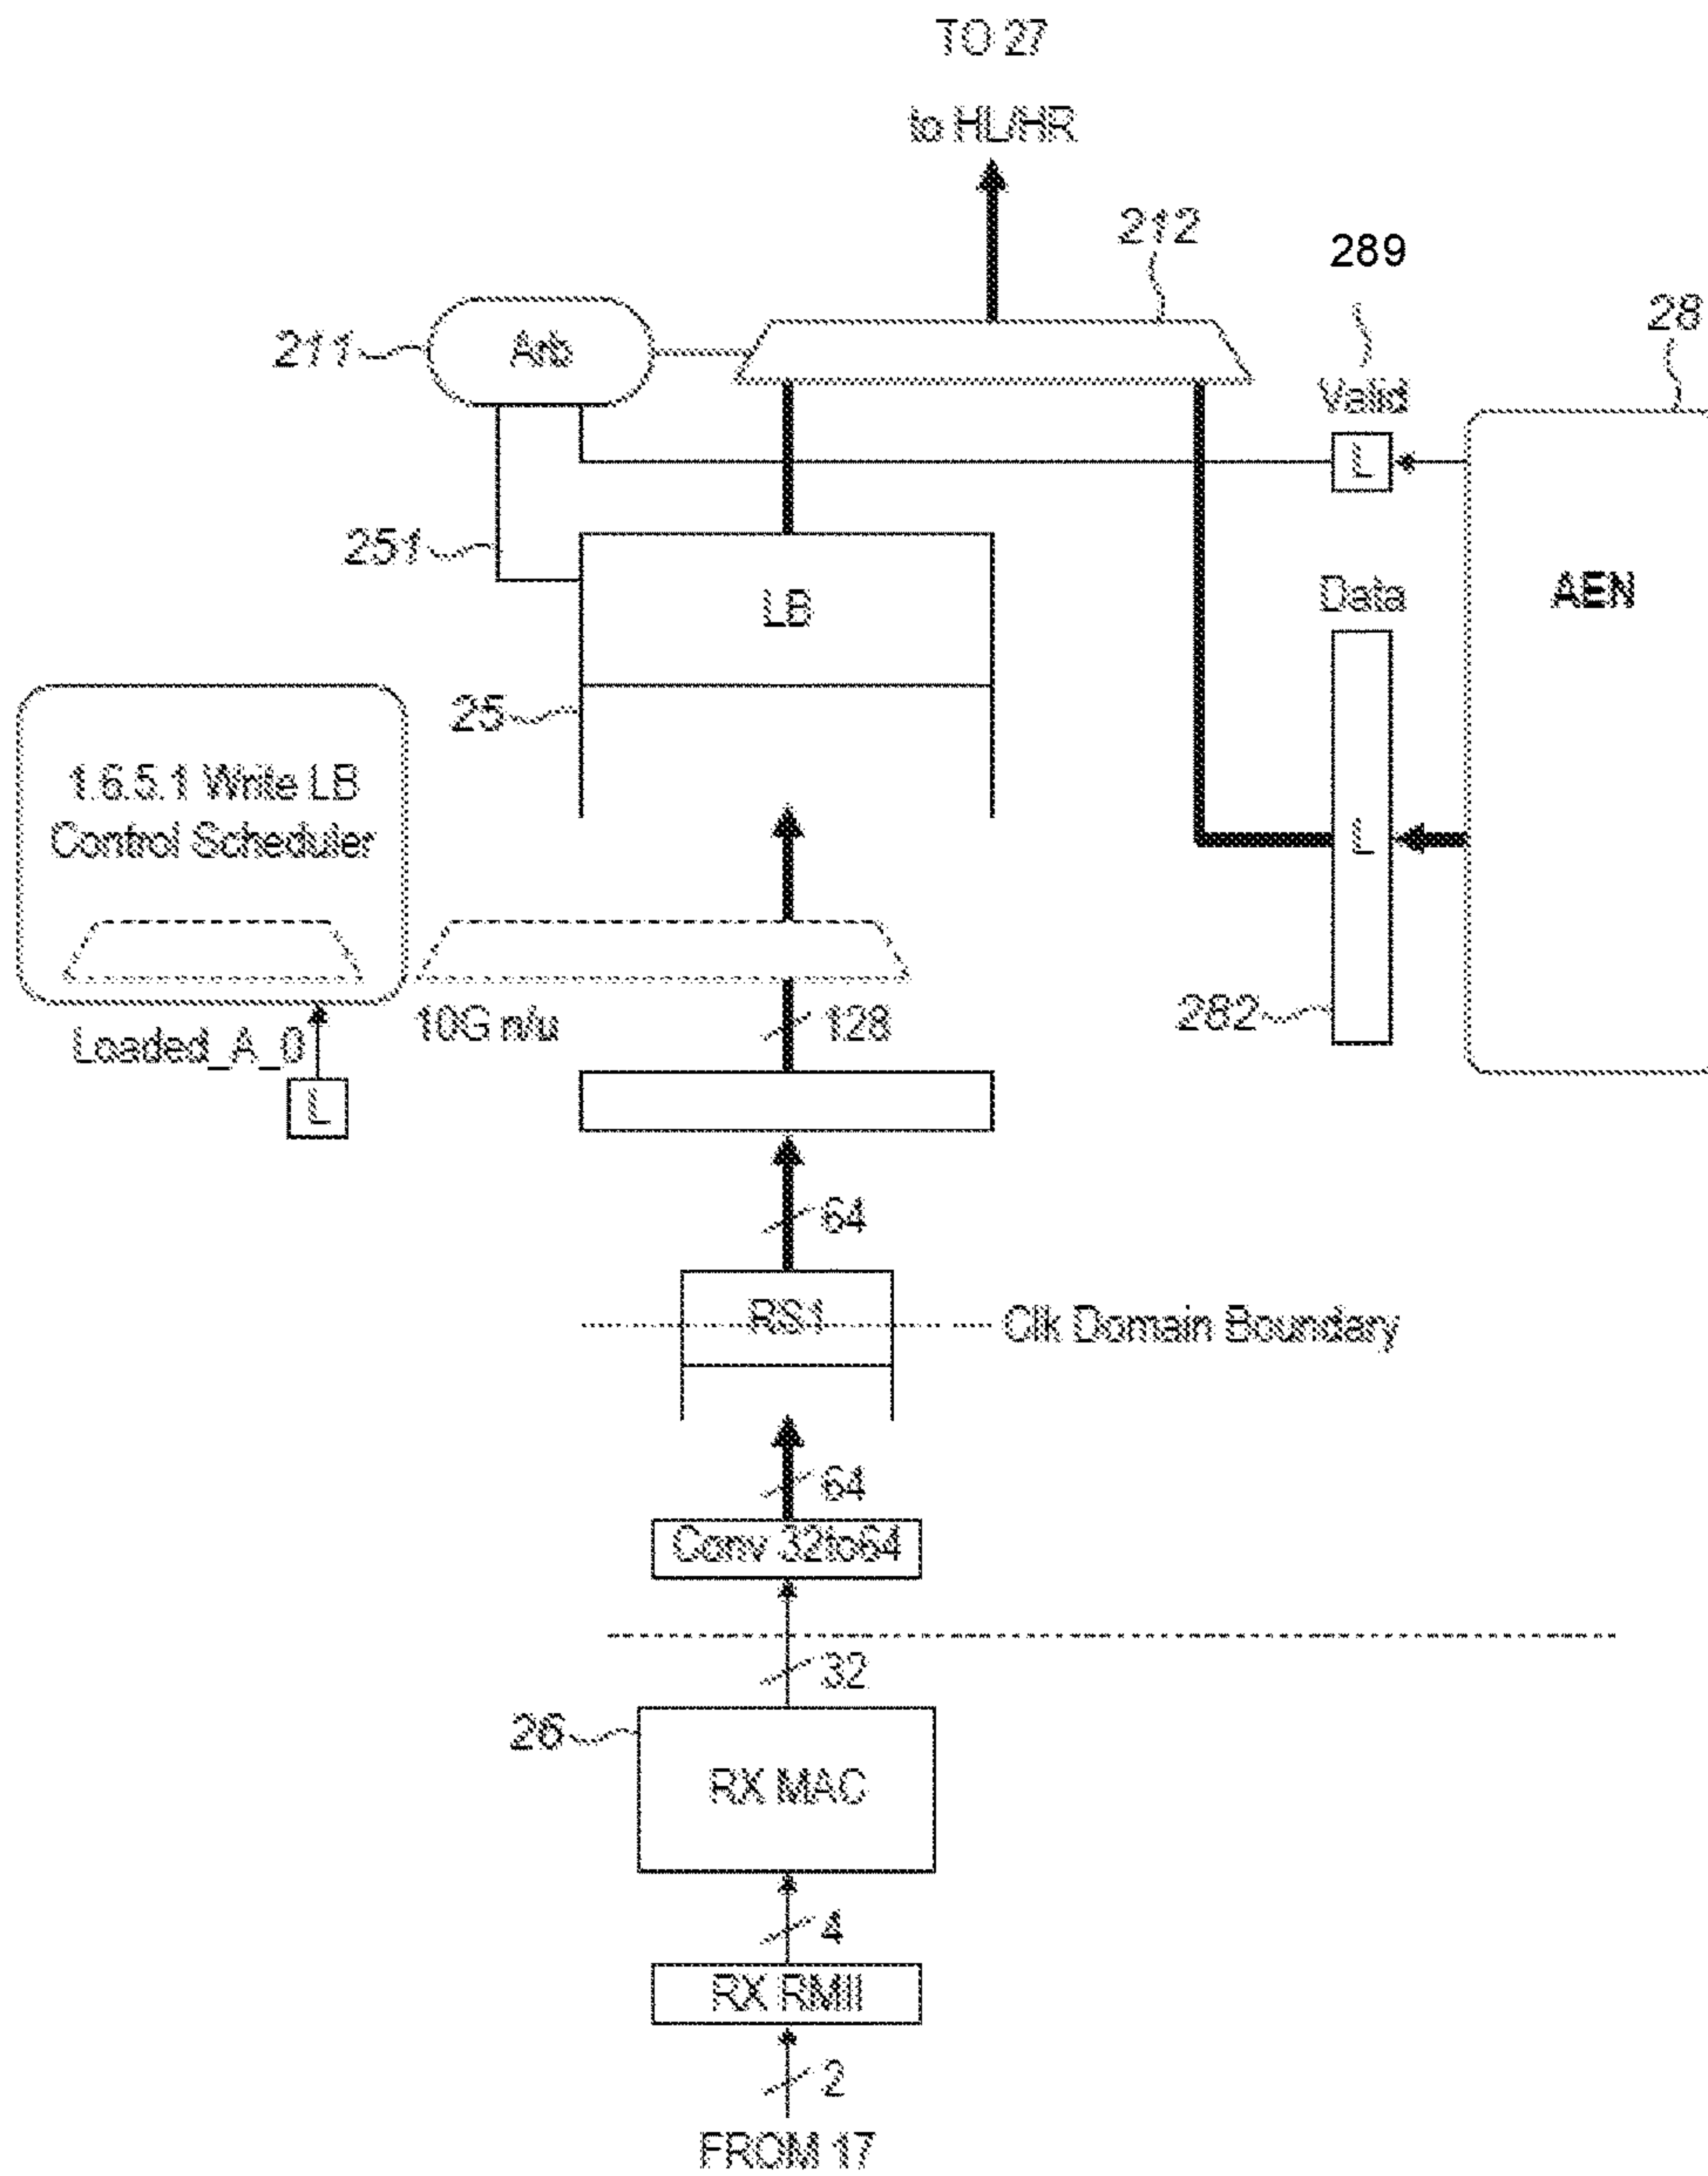 TO 27
to HL/HR
212
289
28
211
Arb
Valid
L
251
LB
Data
AEN
25
L
1.6.5.1 Write LB
Control Scheduler
10G n/u
128
282
Loaded_A_0
L
64
RS1
Clk Domain Boundary
64
Conv 32to64
32
26
RX MAC
4
RX RMII
2
FROM 17